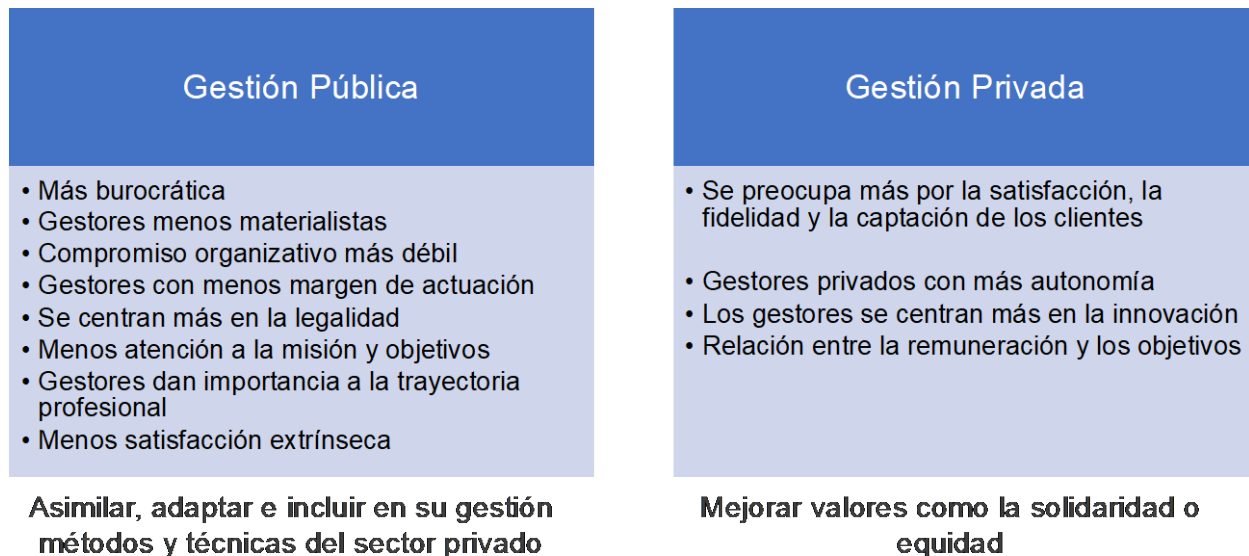 Gestión Pública
• Más burocrática
• Gestores menos materialistas
• Compromiso organizativo más débil
• Gestores con menos margen de actuación
• Se centran más en la legalidad
• Menos atención a la misión y objetivos
• Gestores dan importancia a la trayectoria
profesional
• Menos satisfacción extrínseca
Asimilar, adaptar e incluir en su gestión
métodos y técnicas del sector privado
Gestión Privada
• Se preocupa más por la satisfacción, la
fidelidad y la captación de los clientes
• Gestores privados con más autonomía
• Los gestores se centran más en la innovación
• Relación entre la remuneración y los objetivos
Mejorar valores como la solidaridad o
equidad